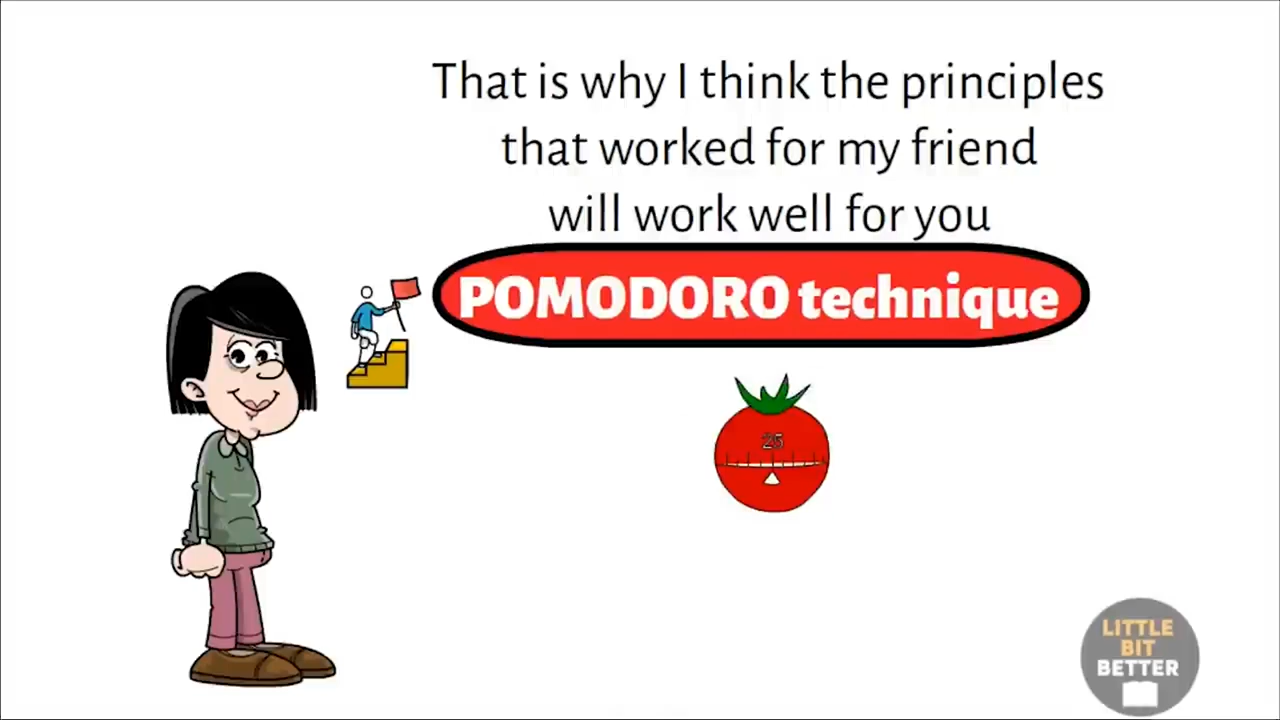 That is why I think the principles
that worked for my friend
will work well for you
POMODORO technique
25
LITTLE
BIT
BETTER